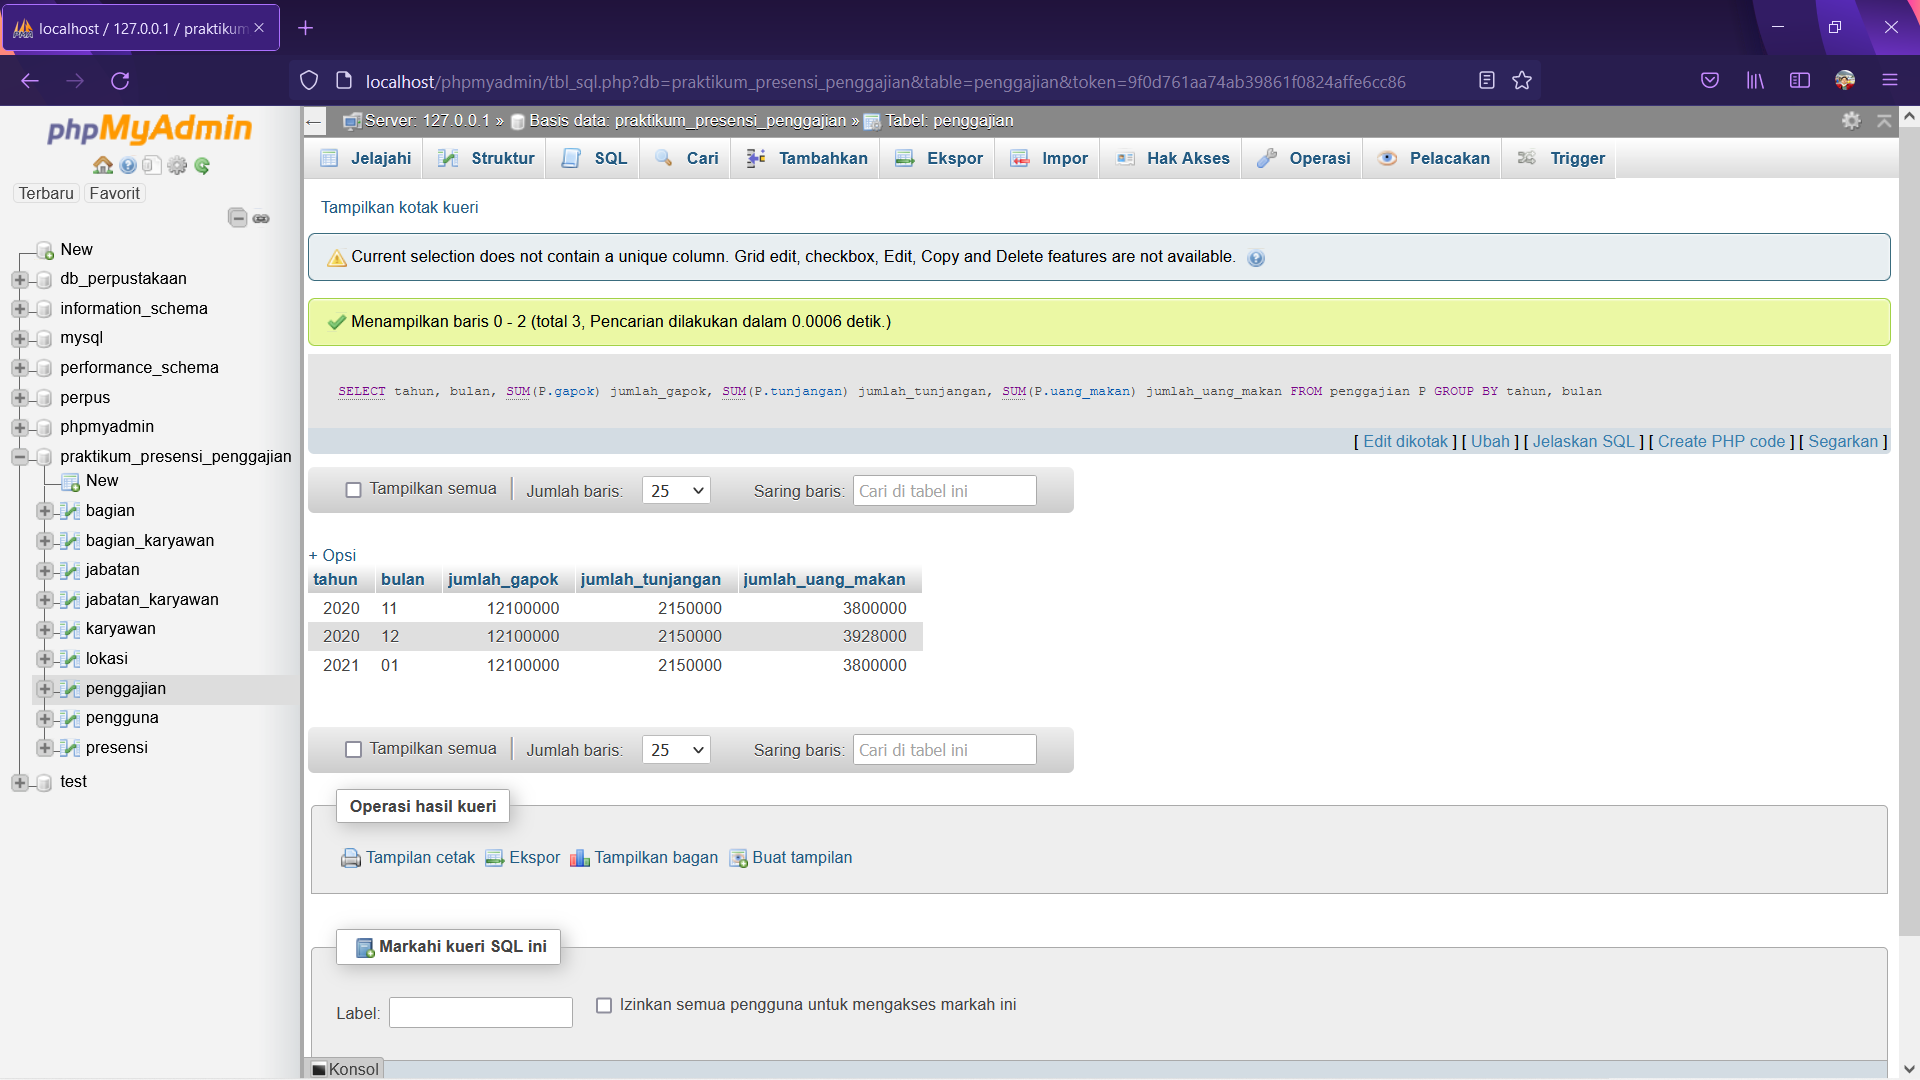 localhost / 127.0.0.1 / praktikum
localhost/phpmyadmin/tbl_sql.php?db=praktikum_presensi_penggajian&table=penggajian&token=9f0d761aa74ab39861f0824affe6cc86
phpMyAdmin
Terbaru Favorit
New
db_perpustakaan
information_schema
mysql
performance_schema
perpus
phpmyadmin
praktikum_presensi_penggajian
New
bagian
bagian_karyawan
jabatan
jabatan_karyawan
karyawan
lokasi
penggajian
pengguna
presensi
test
Server: 127.0.0.1 » Basis data: praktikum_presensi_penggajian » Tabel: penggajian
Jelajahi Struktur SQL Cari Tambahkan Ekspor Impor Hak Akses Operasi Pelacakan Trigger
Tampilkan kotak kueri
Current selection does not contain a unique column. Grid edit, checkbox, Edit, Copy and Delete features are not available.
Menampilkan baris 0 - 2 (total 3, Pencarian dilakukan dalam 0.0006 detik.)
SELECT tahun, bulan, SUM(P.gapok) jumlah_gapok, SUM(P.tunjangan) jumlah_tunjangan, SUM(P.uang_makan) jumlah_uang_makan FROM penggajian P GROUP BY tahun, bulan
[ Edit dikotak ] [ Ubah ] [ Jelaskan SQL ] [ Create PHP code ] [ Segarkan ]
Tampilkan semua Jumlah baris: 25 Saring baris: Cari di tabel ini
+ Opsi
tahun bulan jumlah_gapok jumlah_tunjangan jumlah_uang_makan
2020 11 12100000 2150000 3800000
2020 12 12100000 2150000 3928000
2021 01 12100000 2150000 3800000
Tampilkan semua Jumlah baris: 25 Saring baris: Cari di tabel ini
Operasi hasil kueri
Tampilan cetak Ekspor Tampilkan bagan Buat tampilan
Markahi kueri SQL ini
Label: Izinkan semua pengguna untuk mengakses markah ini
Konsol